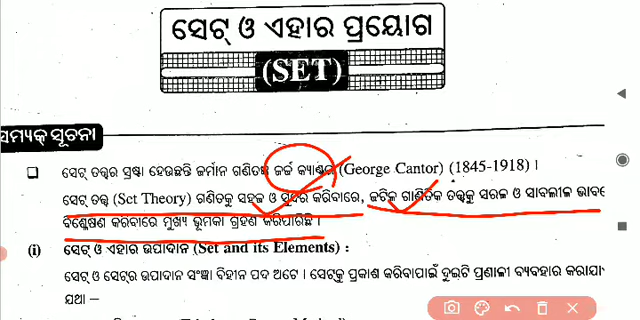 ସେଟ୍ ଓ ଏହାର ପ୍ରୟୋଗ
(SET)
ସମ୍ୟକ୍ ସୂଚନା
ସେଟ୍ ତତ୍ତ୍ୱର ସ୍ରଷ୍ଟା ହେଉଛନ୍ତି ଜର୍ମାନ ଗଣିତଜ୍ଞ ଜର୍ଜ କ୍ୟାଣ୍ଟର (George Cantor) (1845-1918) ।
ସେଟ୍ ତତ୍ତ୍ୱ (Set Theory) ଗଣିତକୁ ସହଜ ଓ ସୁନ୍ଦର କରିବାରେ, ଜଟିଳ ଗାଣିତିକ ତତ୍ତ୍ୱକୁ ସରଳ ଓ ସାବଲୀଳ ଭାବେ
ବିଶ୍ଳେଷଣ କରିବାରେ ମୁଖ୍ୟ ଭୂମିକା ଗ୍ରହଣ କରିପାରିଛି ।
(i) ସେଟ୍ ଓ ଏହାର ଉପାଦାନ (Set and its Elements) :
ସେଟ୍ ଓ ସେଟ୍‌ର ଉପାଦାନ ସଂଜ୍ଞା ବିହୀନ ପଦ ଅଟେ । ସେଟ୍‌କୁ ପ୍ରକାଶ କରିବାପାଇଁ ଦୁଇଟି ପ୍ରଣାଳୀ ବ୍ୟବହାର କରାଯା
ଯଥା –